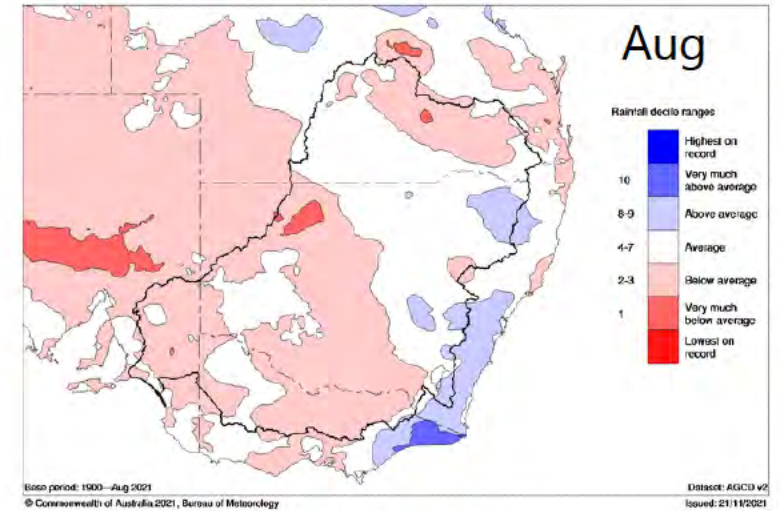 Aug
Rainfall decile ranges
Highest on
record
10
Very much
above average
8-9
Above average
4-7
Average
2-3
Below average
1
Very much
below average
Lowest on
record
Base period: 1900—Aug 2021
Dataset: AGCD v2
© Commonwealth of Australia 2021, Bureau of Meteorology
Issued: 21/11/2021